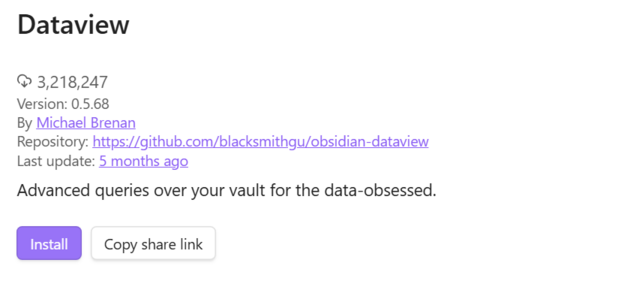 Dataview
3,218,247
Version: 0.5.68
By Michael Brenan
Repository: https://github.com/blacksmithgu/obsidian-dataview
Last update: 5 months ago
Advanced queries over your vault for the data-obsessed.
Install Copy share link